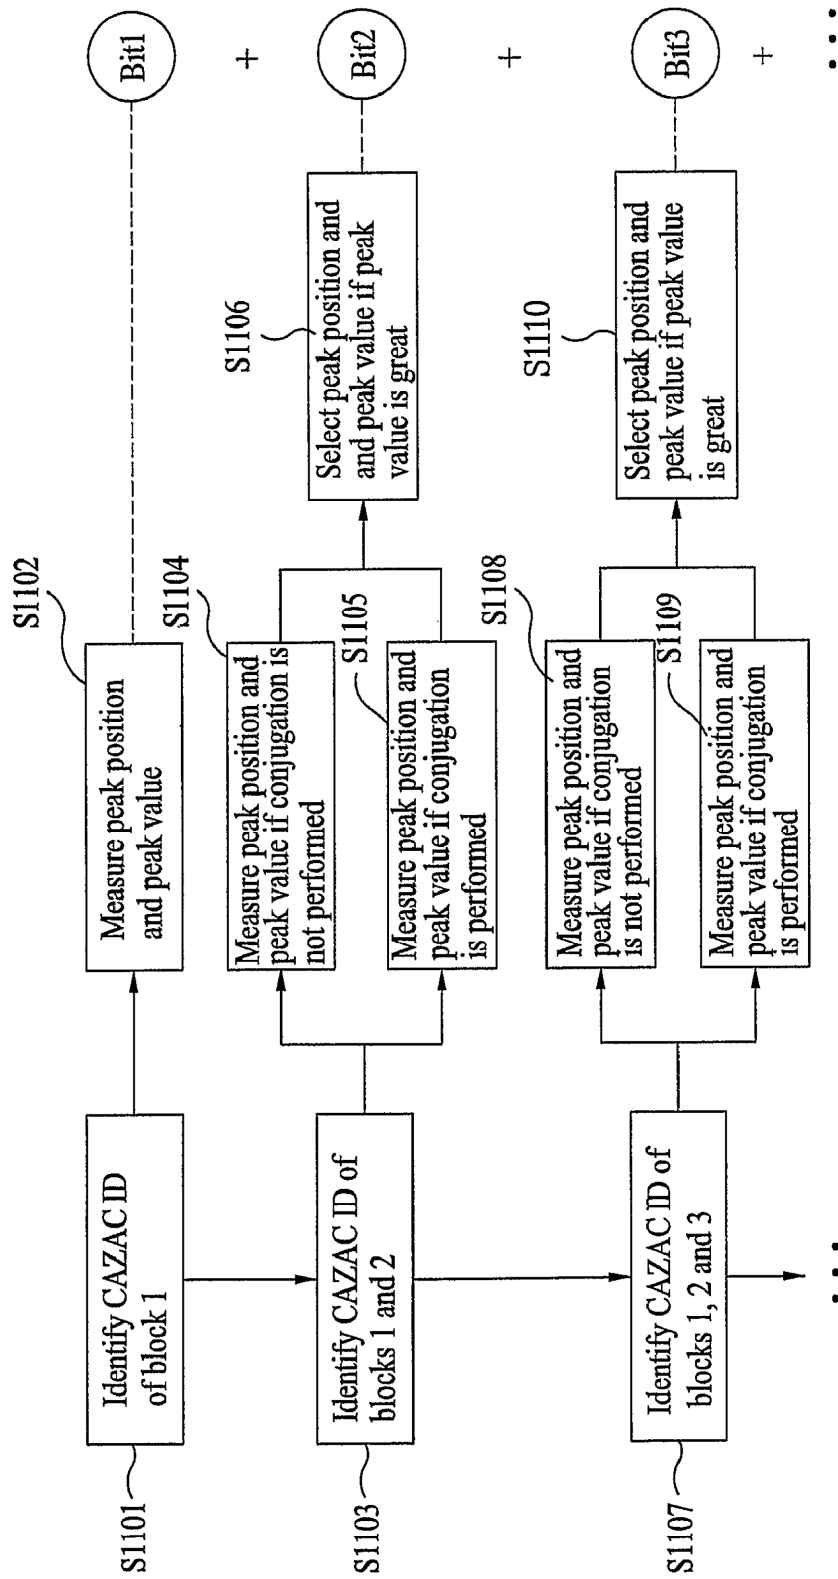 S1101
Identify CAZAC ID
of block 1
S1102
Measure peak position
and peak value
Bit1
+
S1103
Identify CAZAC ID of
blocks 1 and 2
S1104
Measure peak position and
peak value if conjugation is
not performed
S1105
Measure peak position and
peak value if conjugation
is performed
S1106
Select peak position and
and peak value if peak
value is great
Bit2
+
S1107
Identify CAZAC ID of
blocks 1, 2 and 3
S1108
Measure peak position and
peak value if conjugation
is not performed
S1109
Measure peak position and
peak value if conjugation
is performed
S1110
Select peak position and
peak value if peak value
is great
Bit3
+